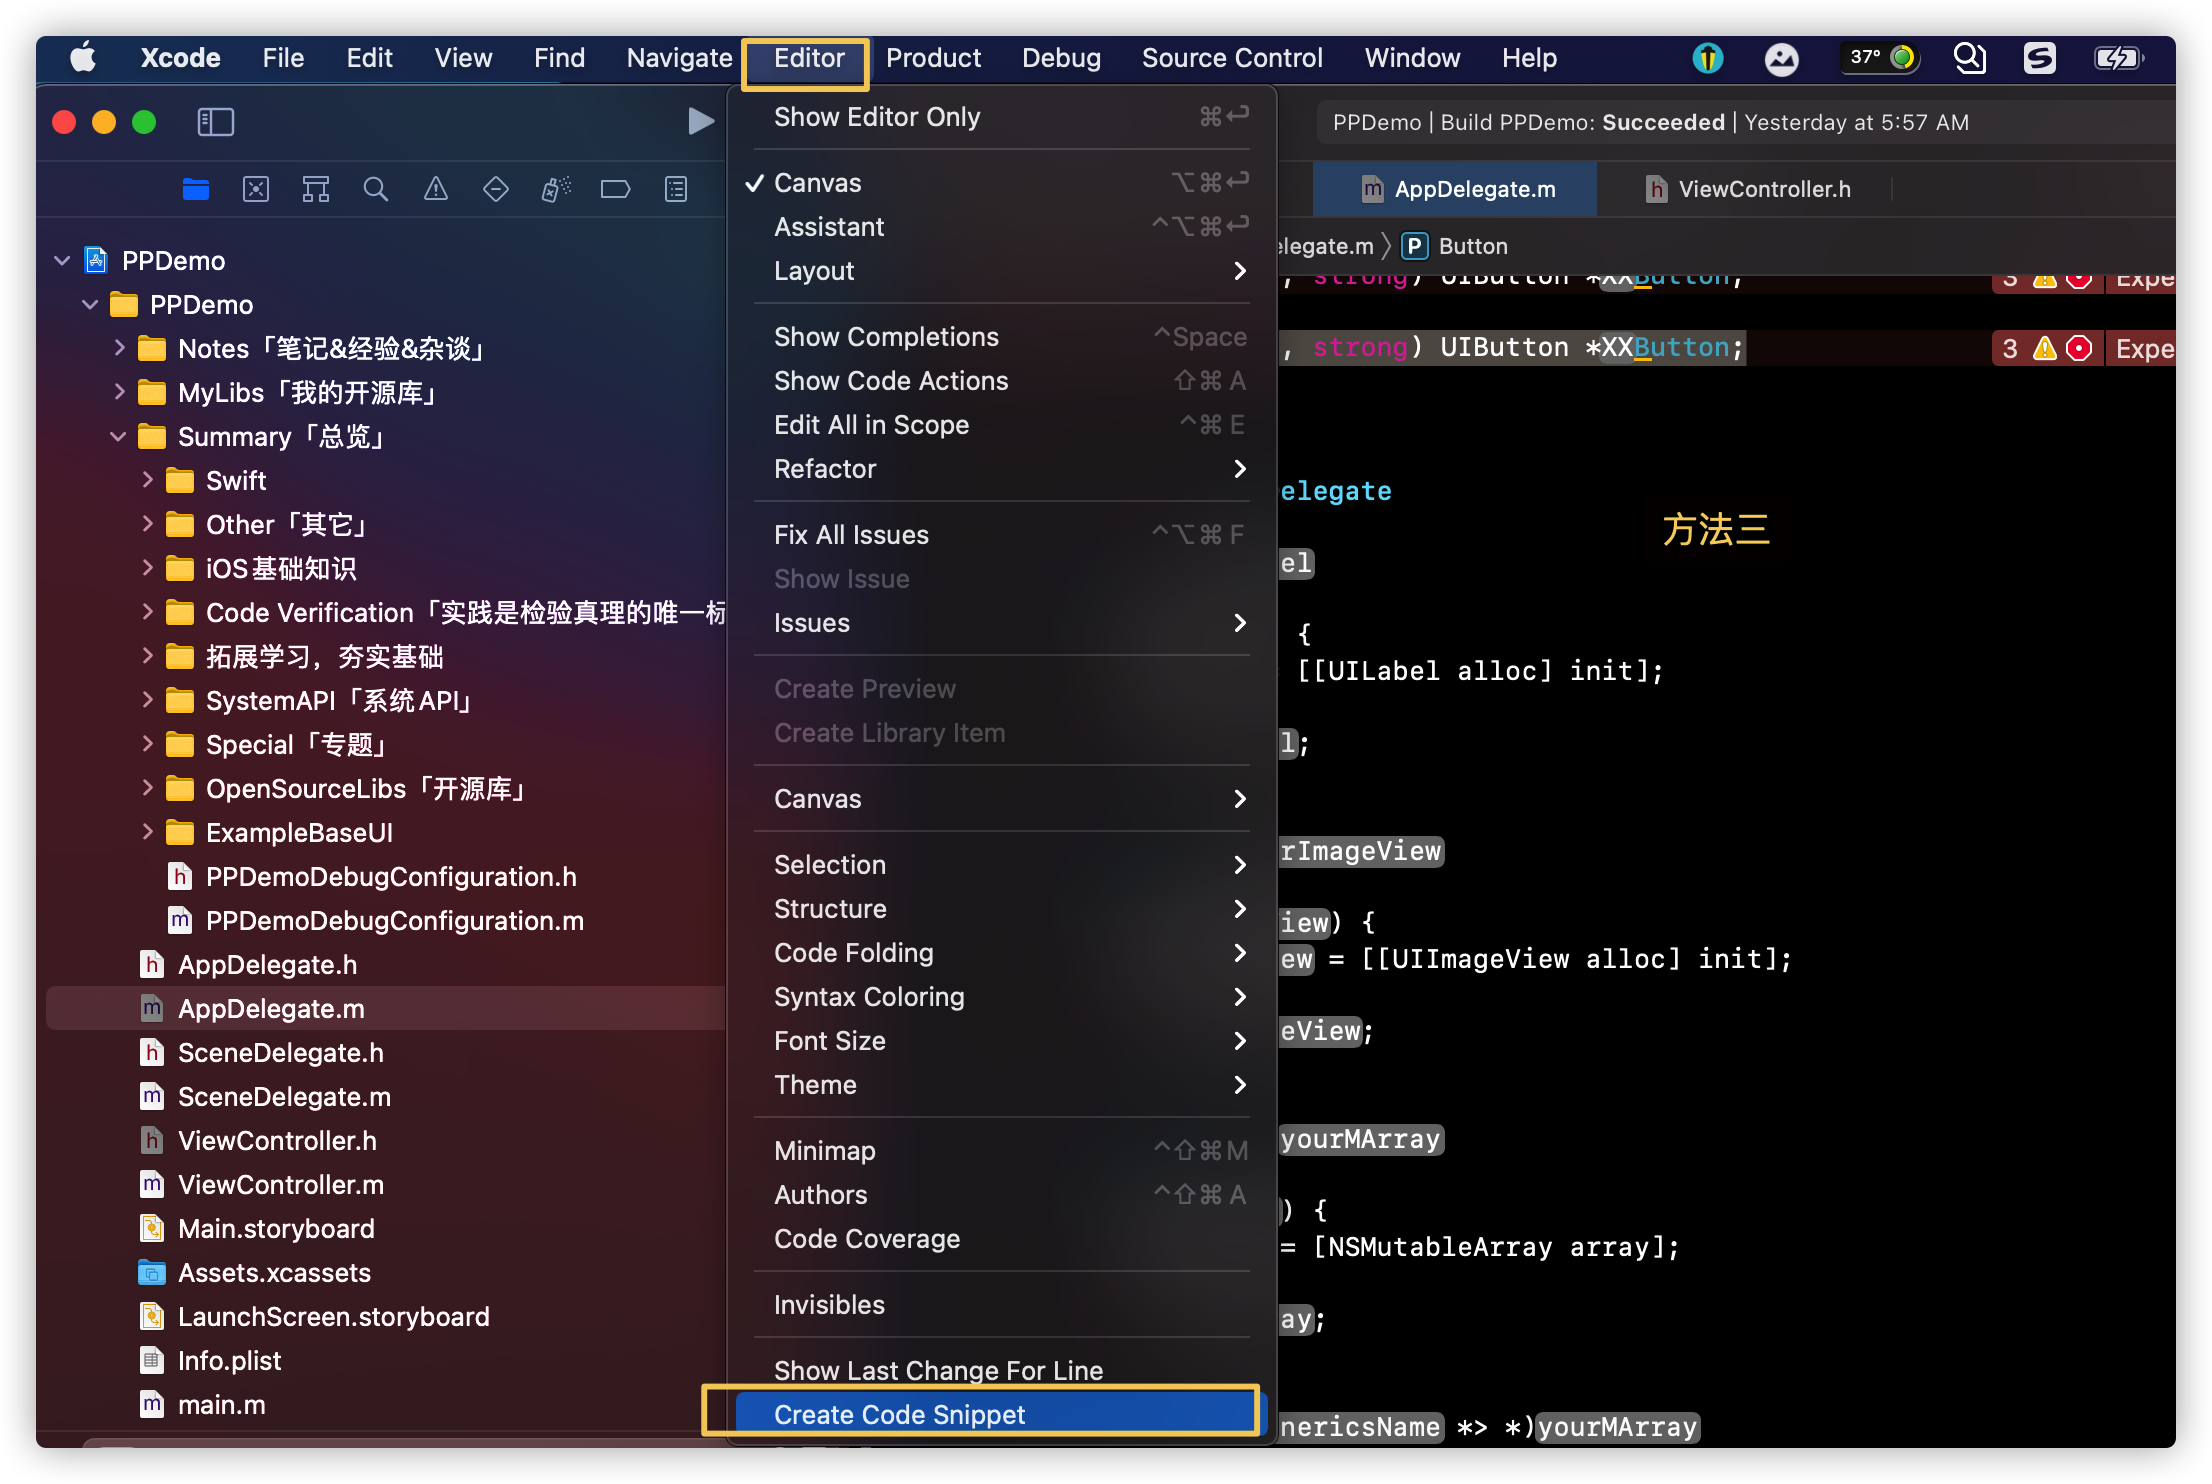 Xcode File Edit View Find Navigate Editor Product Debug Source Control Window Help 37°
PPDemo | Build PPDemo: Succeeded | Yesterday at 5:57 AM
AppDelegate.m
ViewController.h
elegate.m 〉 P Button
PPDemo
PPDemo
Notes「笔记&经验&杂谈」
MyLibs「我的开源库」
Summary「总览」
Swift
Other「其它」
iOS基础知识
Code Verification「实践是检验真理的唯一标
拓展学习，夯实基础
SystemAPI「系统API」
Special「专题」
OpenSourceLibs「开源库」
ExampleBaseUI
PPDemoDebugConfiguration.h
PPDemoDebugConfiguration.m
AppDelegate.h
AppDelegate.m
SceneDelegate.h
SceneDelegate.m
ViewController.h
ViewController.m
Main.storyboard
Assets.xcassets
LaunchScreen.storyboard
Info.plist
main.m
Show Editor Only ⌘↩
✓ Canvas ⌥⌘↩
Assistant ^⌥⌘↩
Layout
Show Completions ^Space
Show Code Actions ⇧⌘A
Edit All in Scope ^⌘E
Refactor
Fix All Issues ^⌥⌘F
Show Issue
Issues
Create Preview
Create Library Item
Canvas
Selection
Structure
Code Folding
Syntax Coloring
Font Size
Theme
Minimap ^⇧⌘M
Authors ^⇧⌘A
Code Coverage
Invisibles
Show Last Change For Line
Create Code Snippet
, strong) UIButton *XXButton; 3 Expe
, strong) UIButton *XXButton; 3 Expe
elegate
方法三
el
{
[[UILabel alloc] init];
l;
rImageView
iew) {
ew = [[UIImageView alloc] init];
eView;
yourMArray
) {
= [NSMutableArray array];
ay;
nericsName *> *)yourMArray